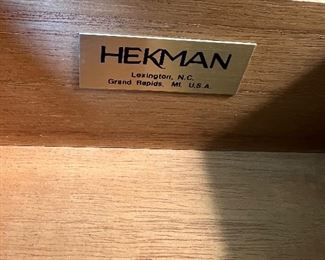 HEKMAN
Lexington, N.C.
Grand Rapids, MI, U.S.A.